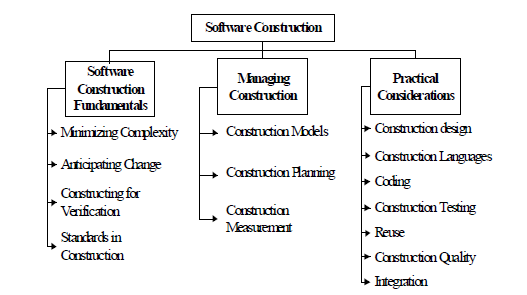 Software Construction
Software
Construction
Fundamentals
Minimizing Complexity
Anticipating Change
Constructing for
Verification
Standards in
Construction
Managing
Construction
Construction Models
Construction Planning
Construction
Measurement
Practical
Considerations
Construction design
Construction Languages
Coding
Construction Testing
Reuse
Construction Quality
Integration